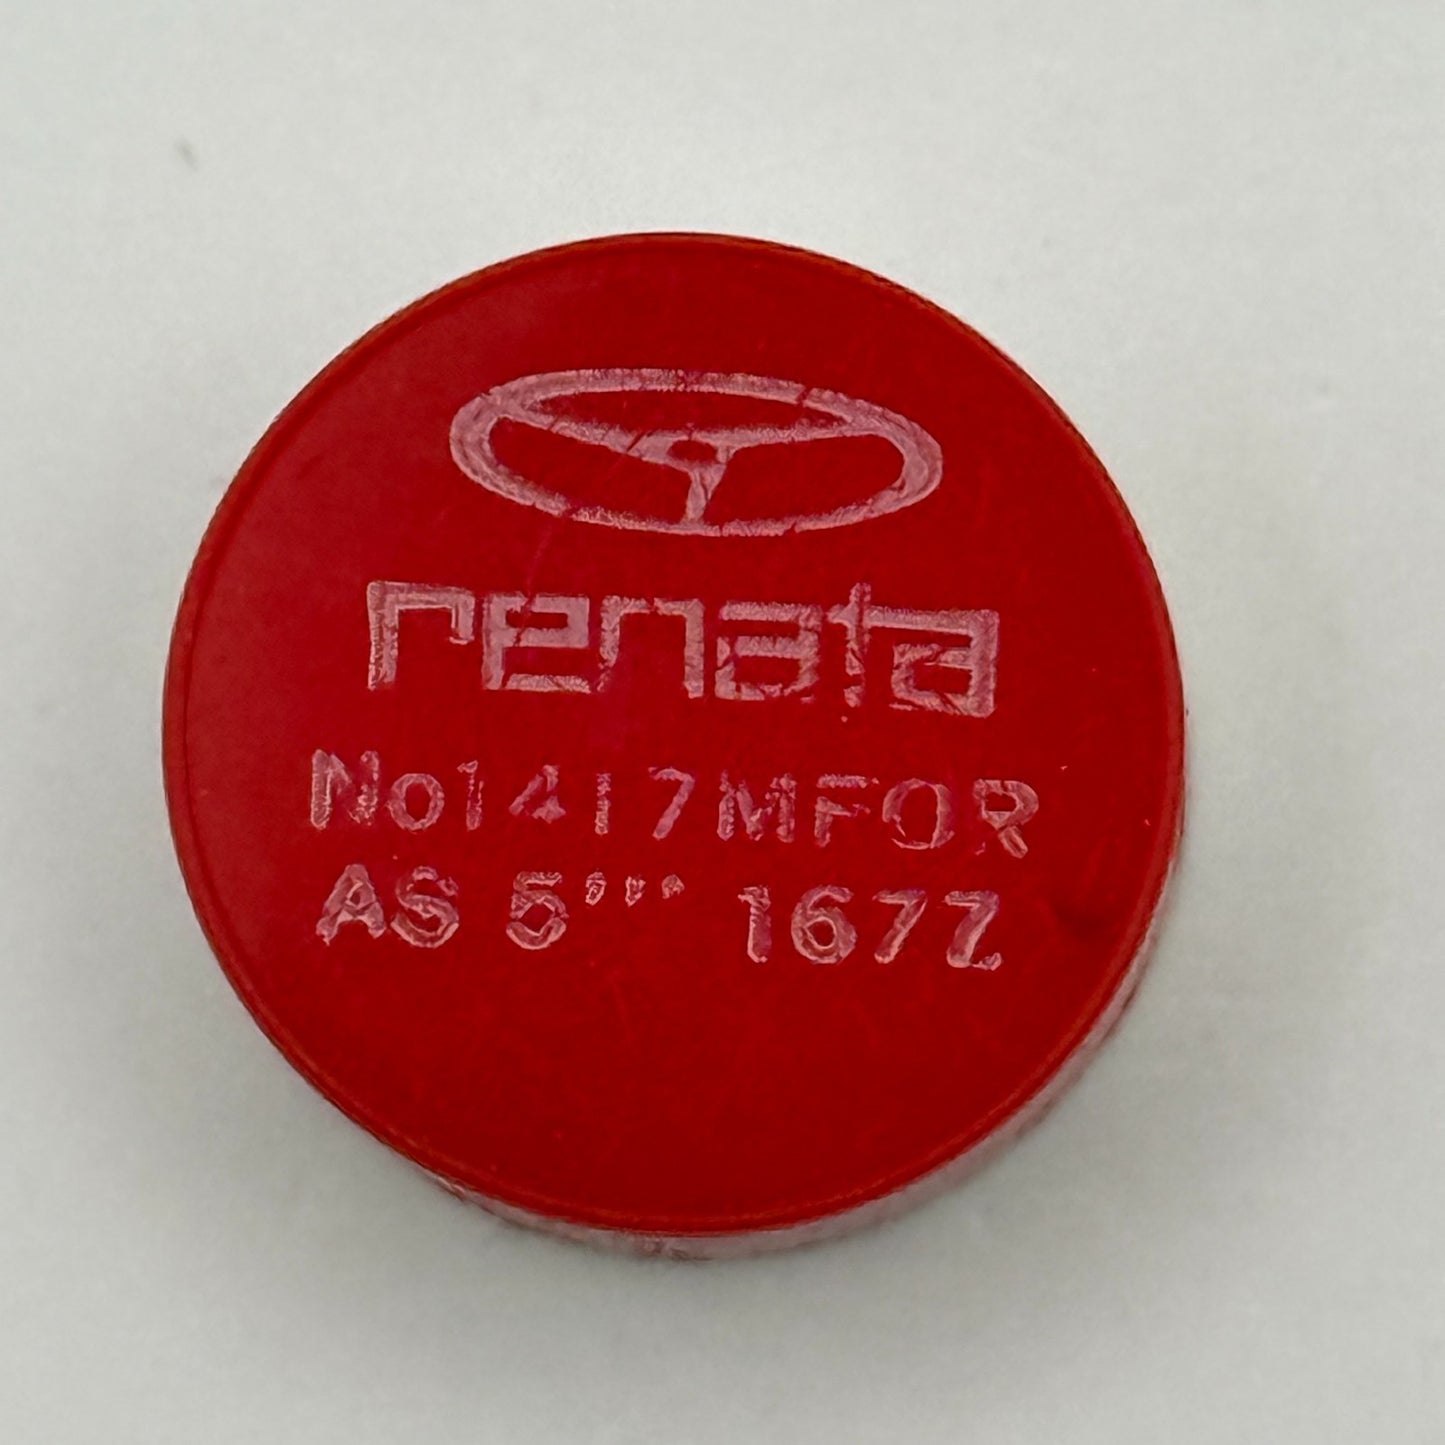 renata
No1417MFOR
AS 5''' 1677